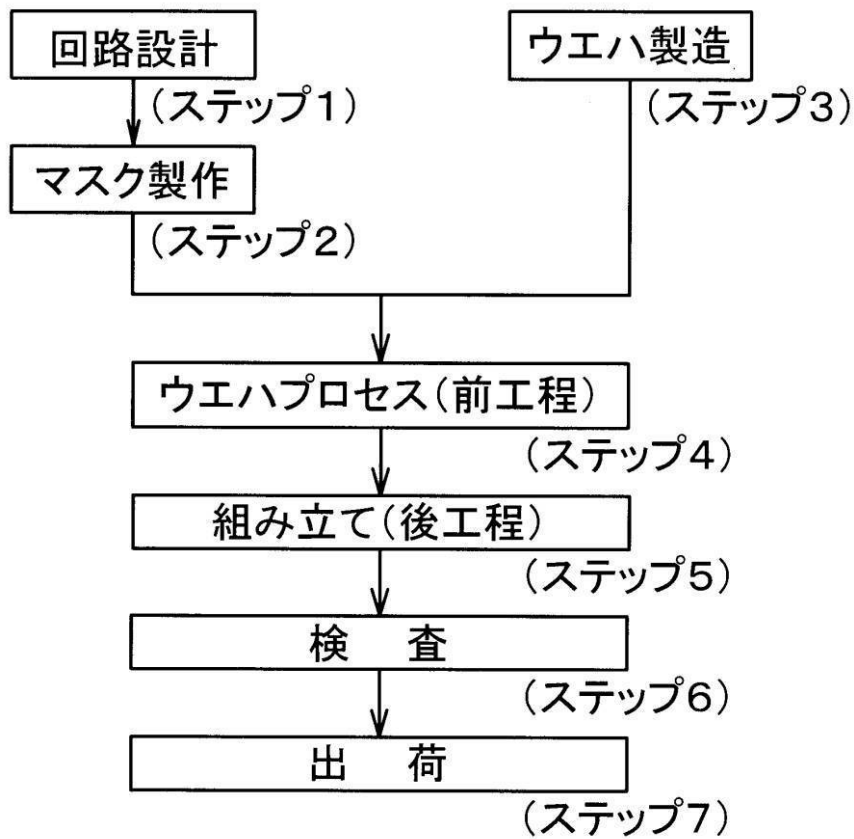 回路設計
ウエハ製造
(ステップ1)
(ステップ3)
マスク製作
(ステップ2)
ウエハプロセス(前工程)
(ステップ4)
組み立て(後工程)
(ステップ5)
検 査
(ステップ6)
出 荷
(ステップ7)